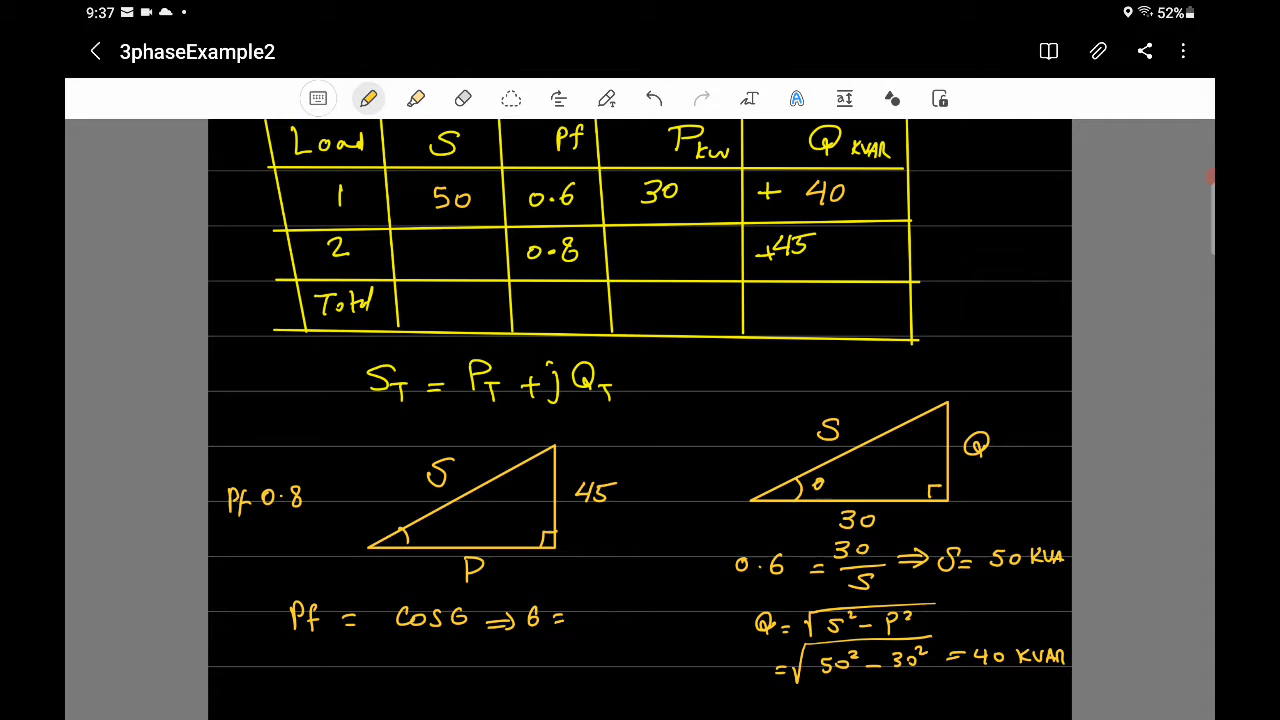 9:37 52%
3phaseExample2
Load S Pf P KW Q KVAR
1 50 0.6 30 + 40
2 0.8 +45
Total
S_T = P_T + j Q_T
Pf 0.8 S 45
P
Pf = cosθ ⇒ θ =
S Q
θ
30
0.6 = 30/S ⇒ S = 50 KVA
Q = √S² - P²
= √50² - 30² = 40 KVAR